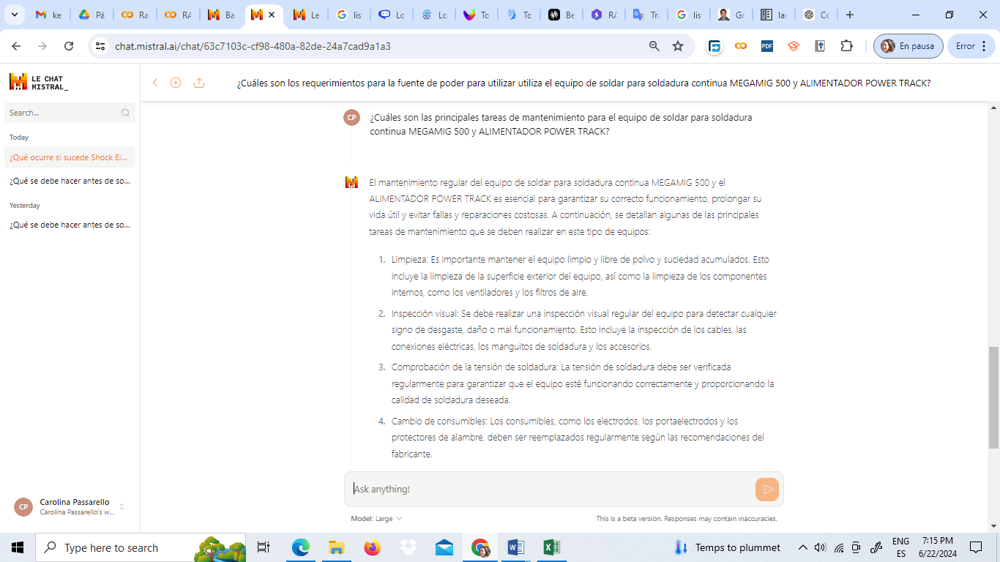 ke
Pá
Ra
RA
Ba
Le
lis
Lo
Lo
To
To
Be
RA
Tra
lis
Gr
lar
Co
chat.mistral.ai/chat/63c7103c-cf98-480a-82de-24a7cad9a1a3
PDF
En pausa
Error
LE CHAT
MISTRAL_
¿Cuáles son los requerimientos para la fuente de poder para utilizar utiliza el equipo de soldar para soldadura continua MEGAMIG 500 y ALIMENTADOR POWER TRACK?
Search...
Today
¿Qué ocurre si sucede Shock El...
¿Qué se debe hacer antes de so...
Yesterday
¿Qué se debe hacer antes de so...
CP
¿Cuáles son las principales tareas de mantenimiento para el equipo de soldar para soldadura
continua MEGAMIG 500 y ALIMENTADOR POWER TRACK?
El mantenimiento regular del equipo de soldar para soldadura continua MEGAMIG 500 y el
ALIMENTADOR POWER TRACK es esencial para garantizar su correcto funcionamiento, prolongar su
vida útil y evitar fallas y reparaciones costosas. A continuación, se detallan algunas de las principales
tareas de mantenimiento que se deben realizar en este tipo de equipos:
1. Limpieza: Es importante mantener el equipo limpio y libre de polvo y suciedad acumulados. Esto
incluye la limpieza de la superficie exterior del equipo, así como la limpieza de los componentes
internos, como los ventiladores y los filtros de aire.
2. Inspección visual: Se debe realizar una inspección visual regular del equipo para detectar cualquier
signo de desgaste, daño o mal funcionamiento. Esto incluye la inspección de los cables, las
conexiones eléctricas, los manguitos de soldadura y los accesorios.
3. Comprobación de la tensión de soldadura: La tensión de soldadura debe ser verificada
regularmente para garantizar que el equipo esté funcionando correctamente y proporcionando la
calidad de soldadura deseada.
4. Cambio de consumibles: Los consumibles, como los electrodos, los portaelectrodos y los
protectores de alambre, deben ser reemplazados regularmente según las recomendaciones del
fabricante.
Ask anything!
Model: Large
This is a beta version. Responses may contain inaccuracies.
CP
Carolina Passarello
Carolina Passarello's w...
Type here to search
Temps to plummet
ENG
ES
7:15 PM
6/22/2024